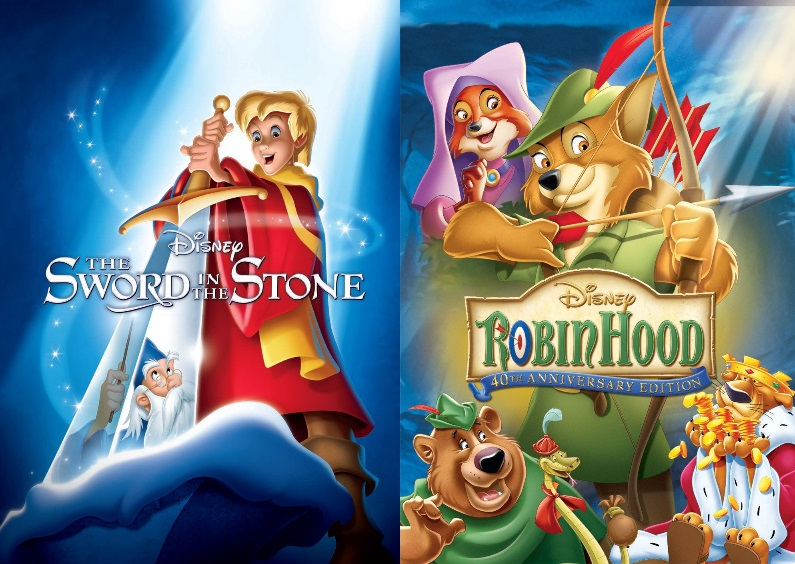 Disney
THE SWORD IN THE STONE
Disney
ROBIN HOOD
40TH ANNIVERSARY EDITION